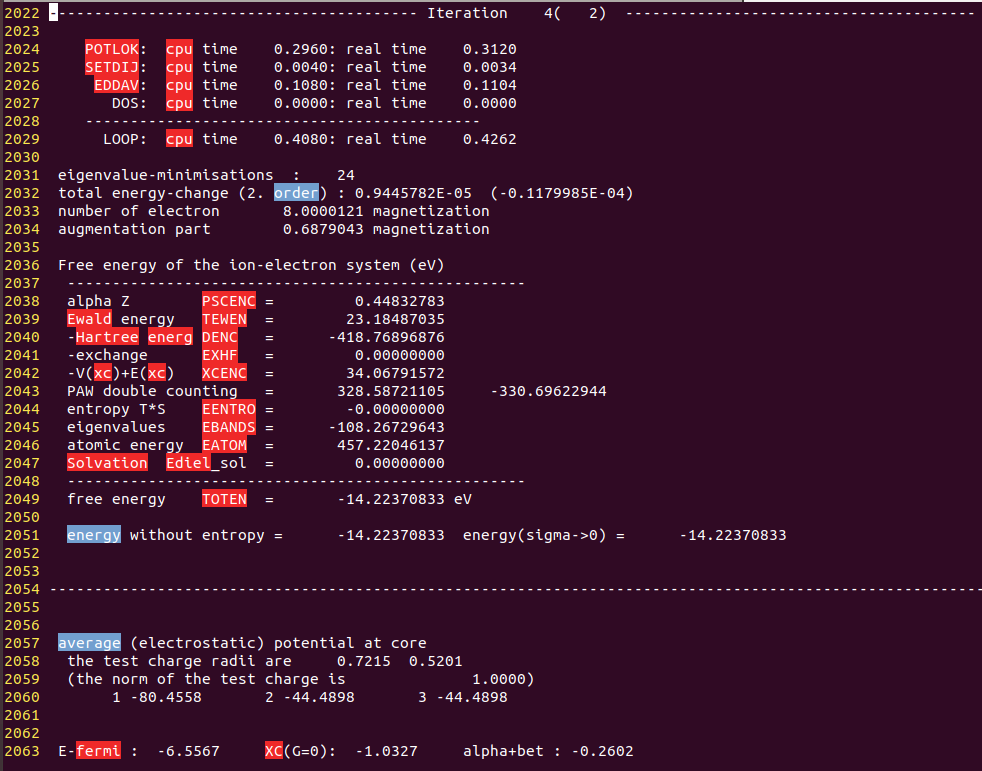 2022 ---------------------------------------- Iteration    4(   2)  ---------------------------------------
2023
2024     POTLOK:  cpu time    0.2960: real time    0.3120
2025     SETDIJ:  cpu time    0.0040: real time    0.0034
2026      EDDAV:  cpu time    0.1080: real time    0.1104
2027        DOS:  cpu time    0.0000: real time    0.0000
2028     --------------------------------------------
2029       LOOP:  cpu time    0.4080: real time    0.4262
2030
2031  eigenvalue-minimisations  :    24
2032  total energy-change (2. order) : 0.9445782E-05  (-0.1179985E-04)
2033  number of electron       8.0000121 magnetization
2034  augmentation part        0.6879043 magnetization
2035
2036  Free energy of the ion-electron system (eV)
2037   ---------------------------------------------------
2038   alpha Z        PSCENC =         0.44832783
2039   Ewald energy   TEWEN  =        23.18487035
2040   -Hartree energ DENC   =      -418.76896876
2041   -exchange      EXHF   =         0.00000000
2042   -V(xc)+E(xc)   XCENC  =        34.06791572
2043   PAW double counting   =       328.58721105     -330.69622944
2044   entropy T*S    EENTRO =        -0.00000000
2045   eigenvalues    EBANDS =      -108.26729643
2046   atomic energy  EATOM  =       457.22046137
2047   Solvation  Ediel_sol  =         0.00000000
2048   ---------------------------------------------------
2049   free energy    TOTEN  =       -14.22370833 eV
2050
2051   energy without entropy =      -14.22370833  energy(sigma->0) =      -14.22370833
2052
2053
2054 --------------------------------------------------------------------------------------------------------
2055
2056
2057  average (electrostatic) potential at core
2058   the test charge radii are     0.7215  0.5201
2059   (the norm of the test charge is              1.0000)
2060        1 -80.4558       2 -44.4898       3 -44.4898
2061
2062
2063  E-fermi :  -6.5567     XC(G=0):  -1.0327     alpha+bet : -0.2602